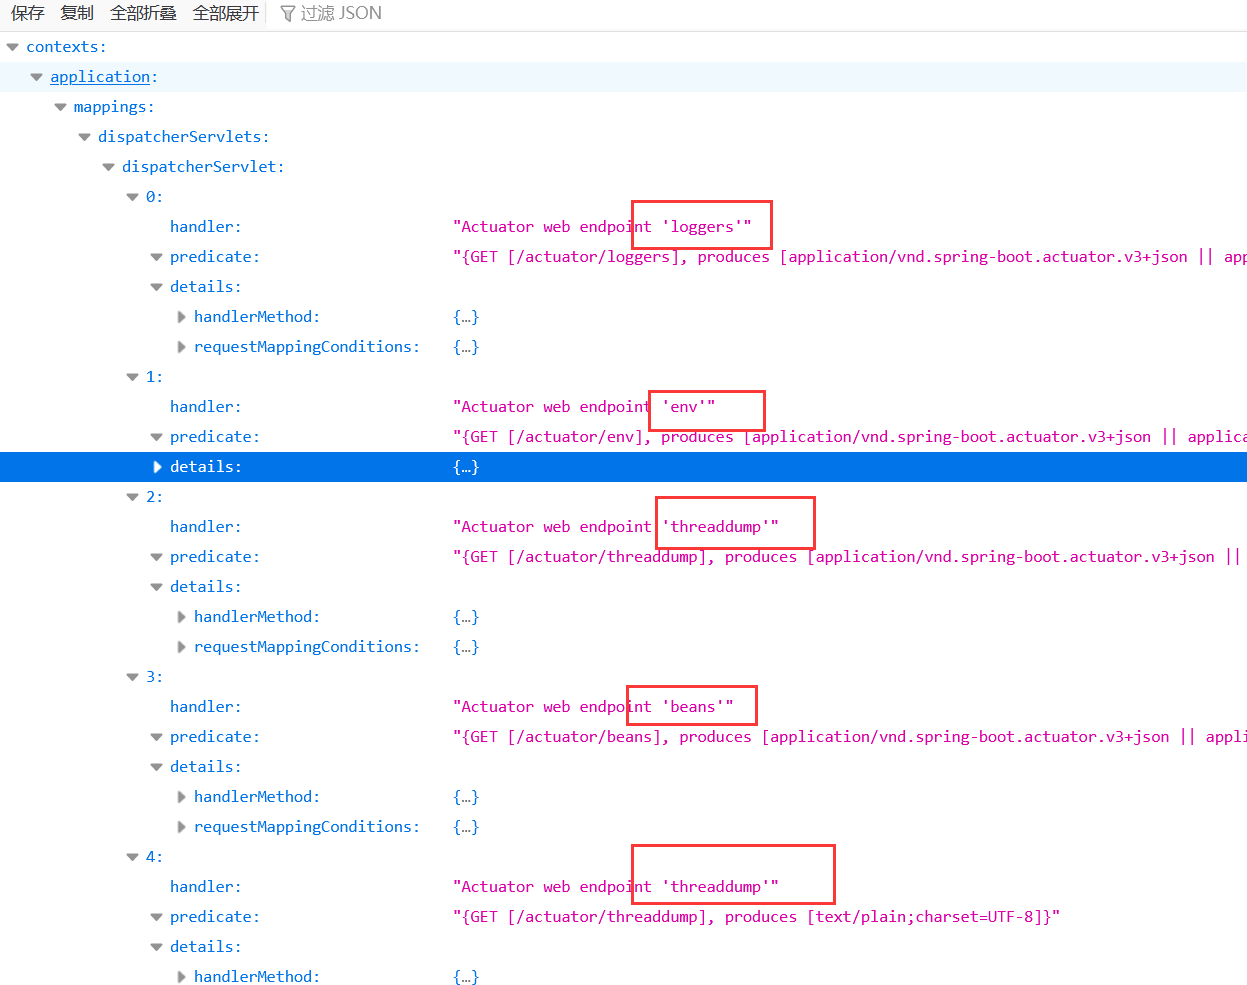 保存 复制 全部折叠 全部展开 过滤 JSON
contexts:
application:
mappings:
dispatcherServlets:
dispatcherServlet:
0:
handler: "Actuator web endpoint 'loggers'"
predicate: "{GET [/actuator/loggers], produces [application/vnd.spring-boot.actuator.v3+json || app
details:
handlerMethod: {…}
requestMappingConditions: {…}
1:
handler: "Actuator web endpoint 'env'"
predicate: "{GET [/actuator/env], produces [application/vnd.spring-boot.actuator.v3+json || applica
details: {…}
2:
handler: "Actuator web endpoint 'threaddump'"
predicate: "{GET [/actuator/threaddump], produces [application/vnd.spring-boot.actuator.v3+json ||
details:
handlerMethod: {…}
requestMappingConditions: {…}
3:
handler: "Actuator web endpoint 'beans'"
predicate: "{GET [/actuator/beans], produces [application/vnd.spring-boot.actuator.v3+json || appli
details:
handlerMethod: {…}
requestMappingConditions: {…}
4:
handler: "Actuator web endpoint 'threaddump'"
predicate: "{GET [/actuator/threaddump], produces [text/plain;charset=UTF-8]}"
details:
handlerMethod: {…}